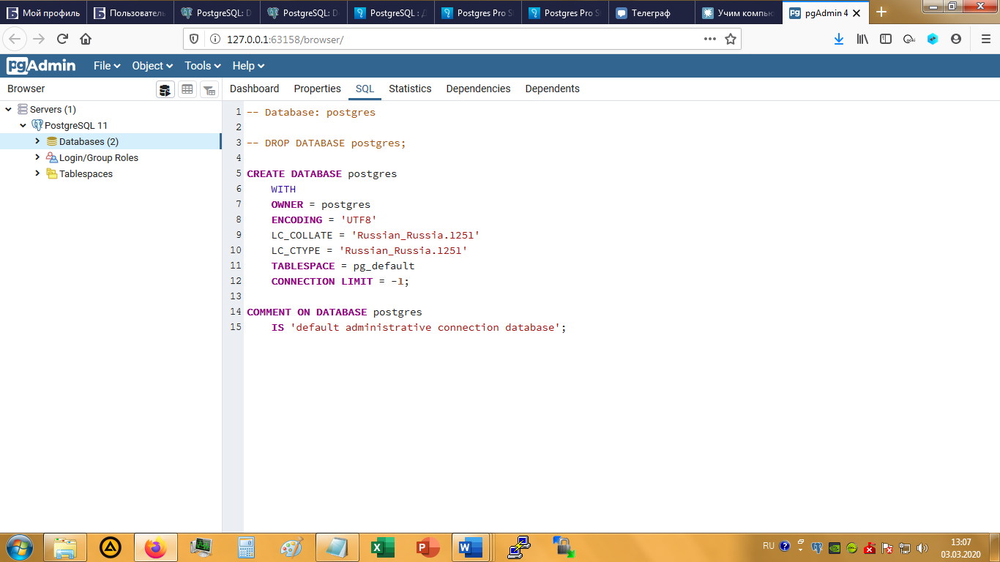 Мой профиль
Пользователь
PostgreSQL: D
PostgreSQL: D
PostgreSQL : Д
Postgres Pro S
Postgres Pro S
Телеграф
Учим компью
pgAdmin 4
127.0.0.1:63158/browser/
pgAdmin
File
Object
Tools
Help
Browser
Dashboard
Properties
SQL
Statistics
Dependencies
Dependents
Servers (1)
PostgreSQL 11
Databases (2)
Login/Group Roles
Tablespaces
1 -- Database: postgres
2
3 -- DROP DATABASE postgres;
4
5 CREATE DATABASE postgres
6 WITH
7 OWNER = postgres
8 ENCODING = 'UTF8'
9 LC_COLLATE = 'Russian_Russia.1251'
10 LC_CTYPE = 'Russian_Russia.1251'
11 TABLESPACE = pg_default
12 CONNECTION LIMIT = -1;
13
14 COMMENT ON DATABASE postgres
15 IS 'default administrative connection database';
RU
13:07
03.03.2020